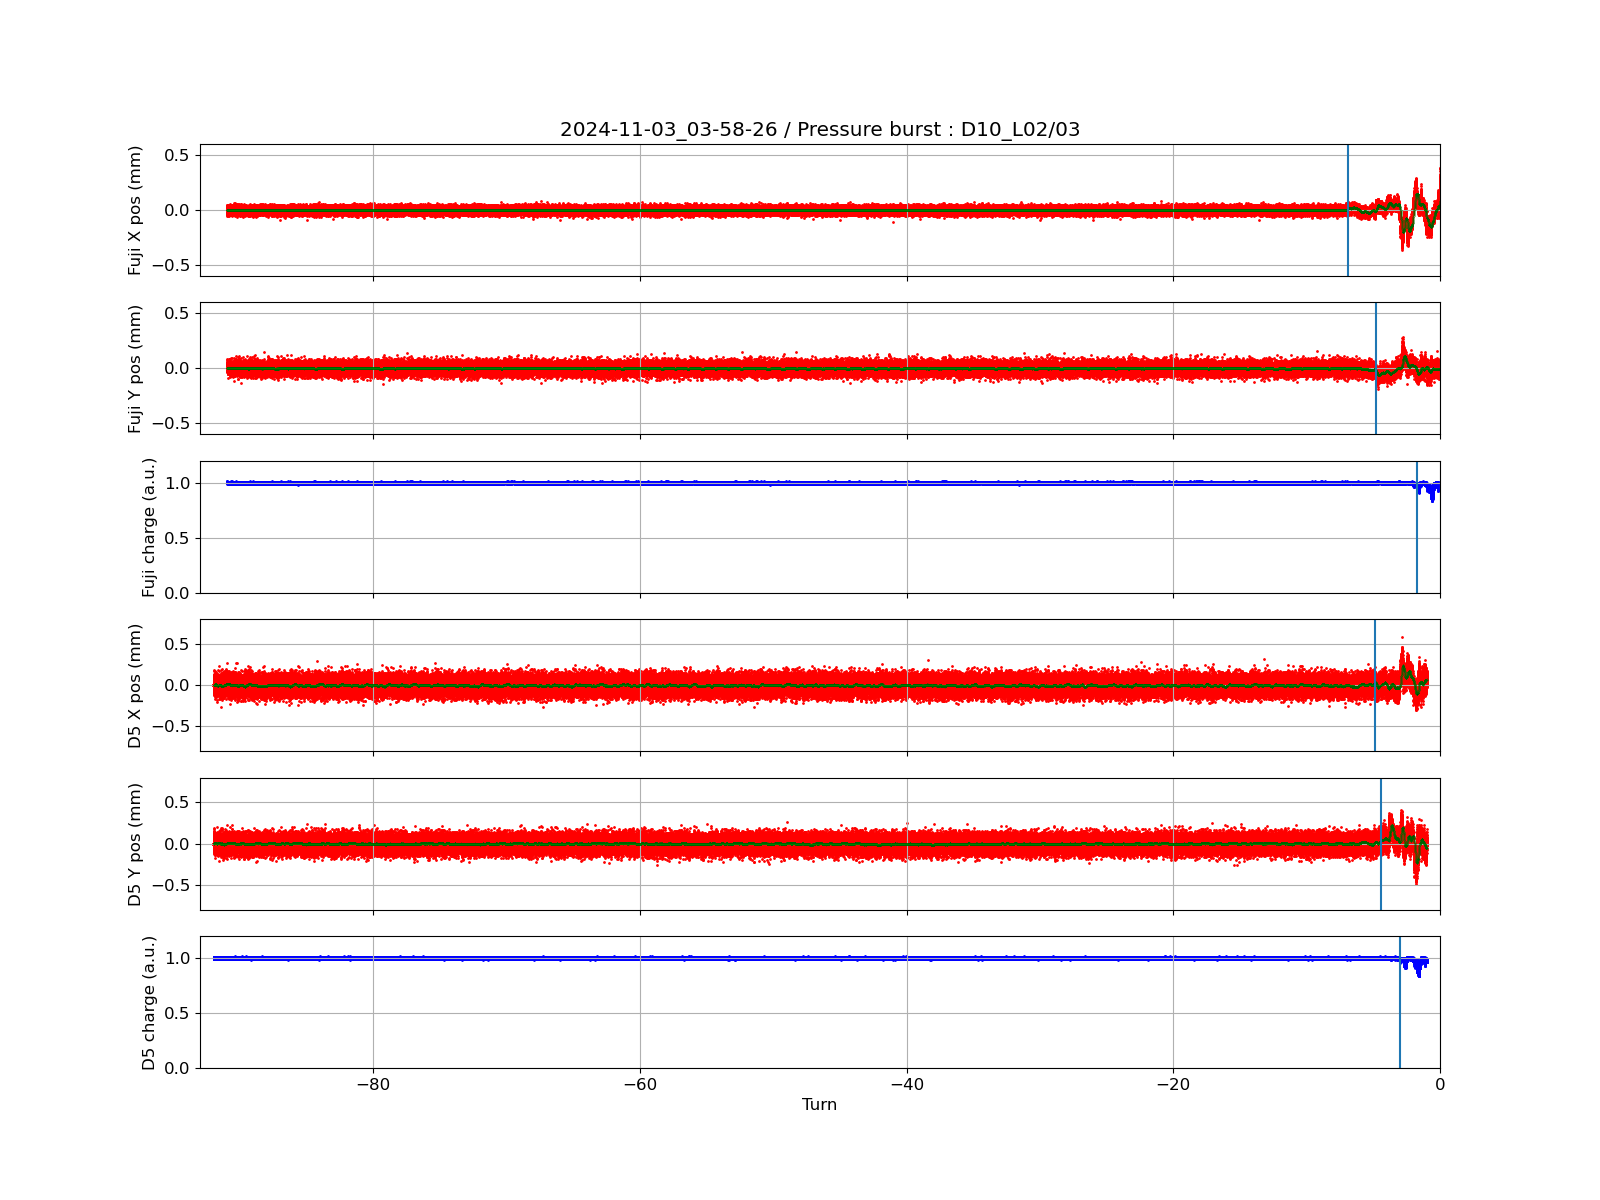 2024-11-03_03-58-26 / Pressure burst : D10_L02/03
Fuji X pos (mm)
0.5
0.0
−0.5
Fuji Y pos (mm)
0.5
0.0
−0.5
Fuji charge (a.u.)
1.0
0.5
0.0
D5 X pos (mm)
0.5
0.0
−0.5
D5 Y pos (mm)
0.5
0.0
−0.5
D5 charge (a.u.)
1.0
0.5
0.0
−80 −60 −40 −20 0
Turn